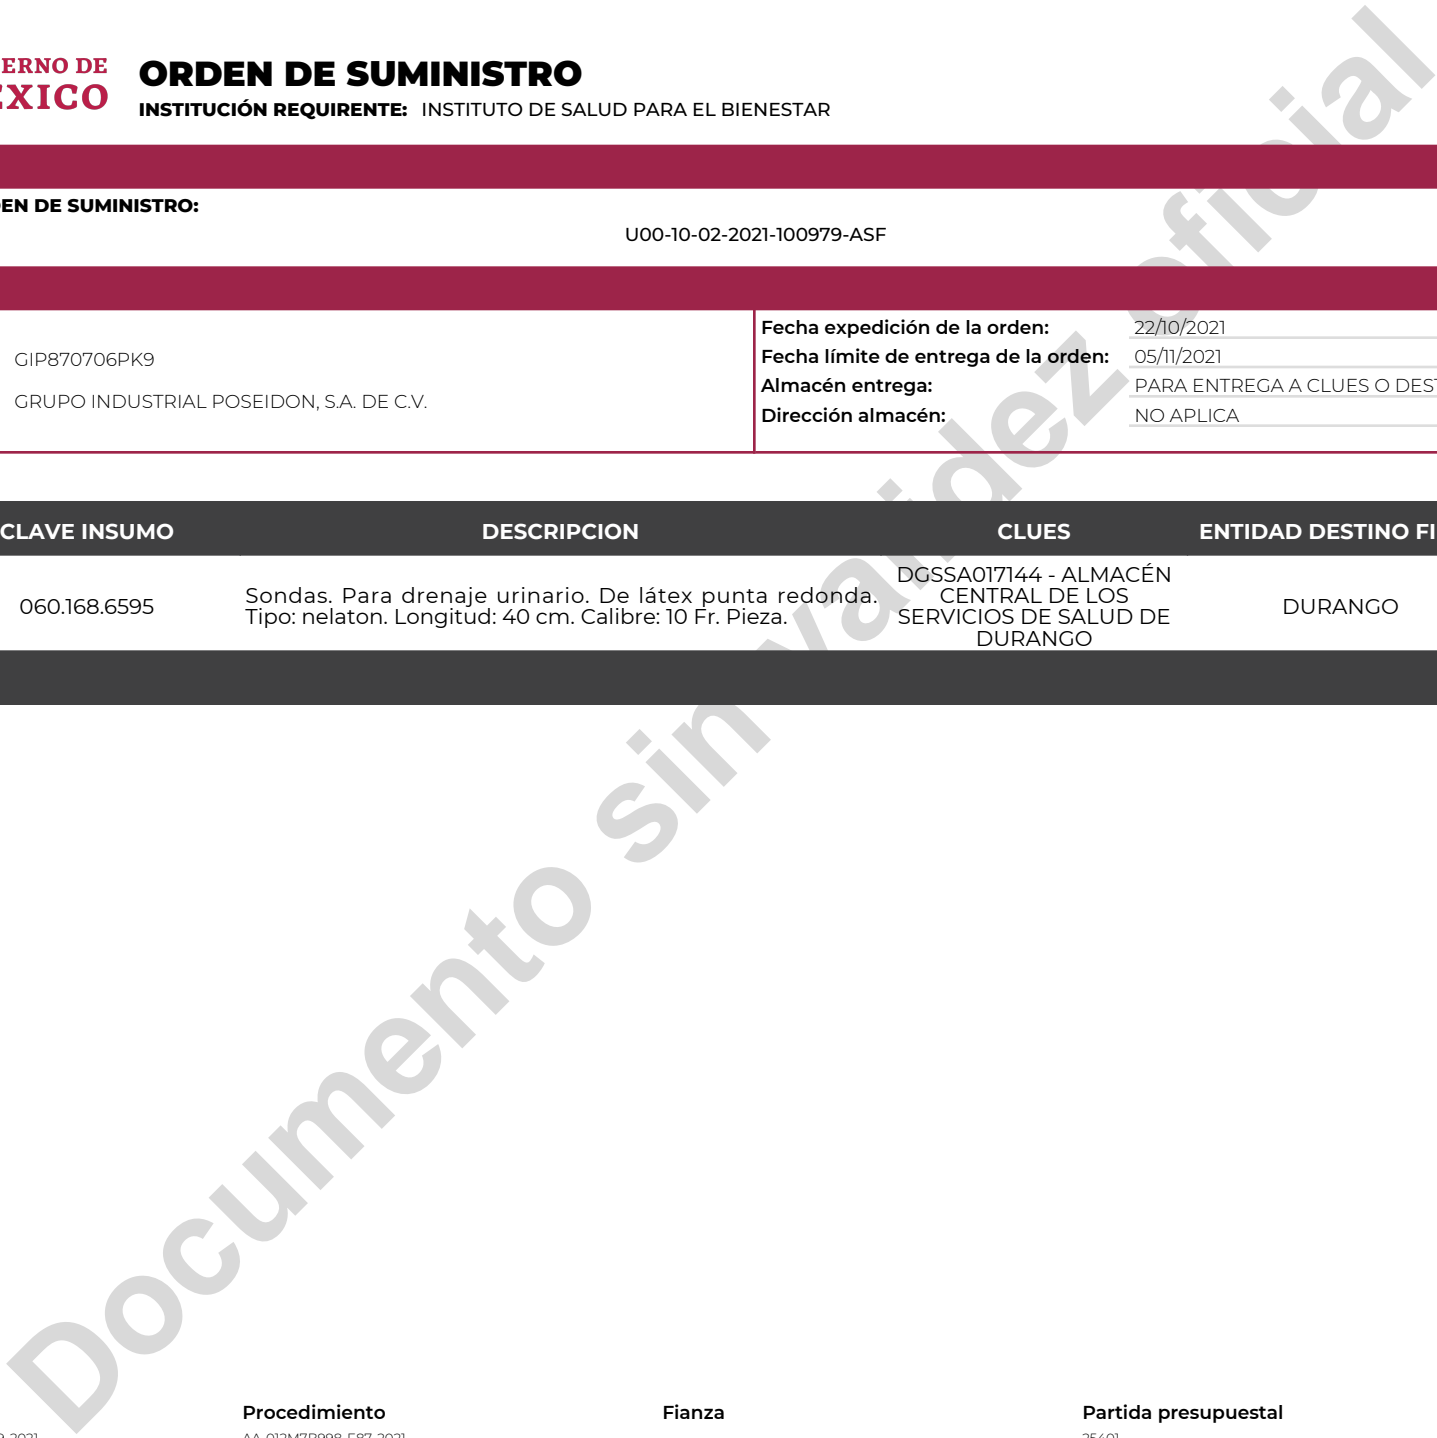 ERNO DE
ÉXICO
ORDEN DE SUMINISTRO
INSTITUCIÓN REQUIRENTE: INSTITUTO DE SALUD PARA EL BIENESTAR
EN DE SUMINISTRO:
U00-10-02-2021-100979-ASF
GIP870706PK9
GRUPO INDUSTRIAL POSEIDON, S.A. DE C.V.
Fecha expedición de la orden: 22/10/2021
Fecha límite de entrega de la orden: 05/11/2021
Almacén entrega: PARA ENTREGA A CLUES O DEST
Dirección almacén: NO APLICA
CLAVE INSUMO DESCRIPCION CLUES ENTIDAD DESTINO FI
060.168.6595
Sondas. Para drenaje urinario. De látex punta redonda.
Tipo: nelaton. Longitud: 40 cm. Calibre: 10 Fr. Pieza.
DGSSA017144 - ALMACÉN
CENTRAL DE LOS
SERVICIOS DE SALUD DE
DURANGO
DURANGO
Documento sin validez oficial
Procedimiento Fianza Partida presupuestal